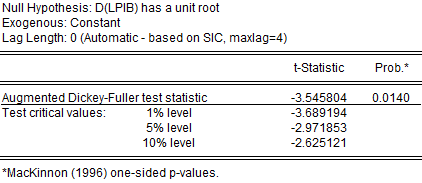 Null Hypothesis: D(LPIB) has a unit root
Exogenous: Constant
Lag Length: 0 (Automatic - based on SIC, maxlag=4)
t-Statistic Prob.*
Augmented Dickey-Fuller test statistic -3.545804 0.0140
Test critical values: 1% level -3.689194
5% level -2.971853
10% level -2.625121
*MacKinnon (1996) one-sided p-values.